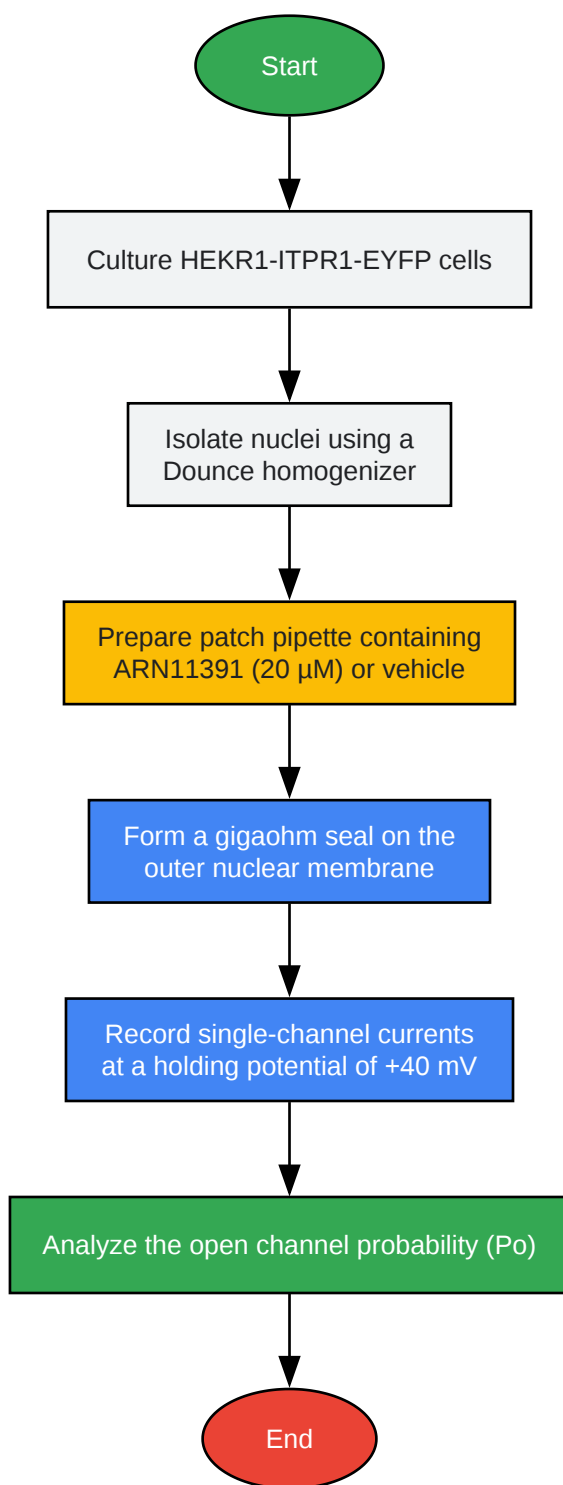 Start
Culture HEKR1-ITPR1-EYFP cells
Isolate nuclei using a
Dounce homogenizer
Prepare patch pipette containing
ARN11391 (20 µM) or vehicle
Form a gigaohm seal on the
outer nuclear membrane
Record single-channel currents
at a holding potential of +40 mV
Analyze the open channel probability (Po)
End